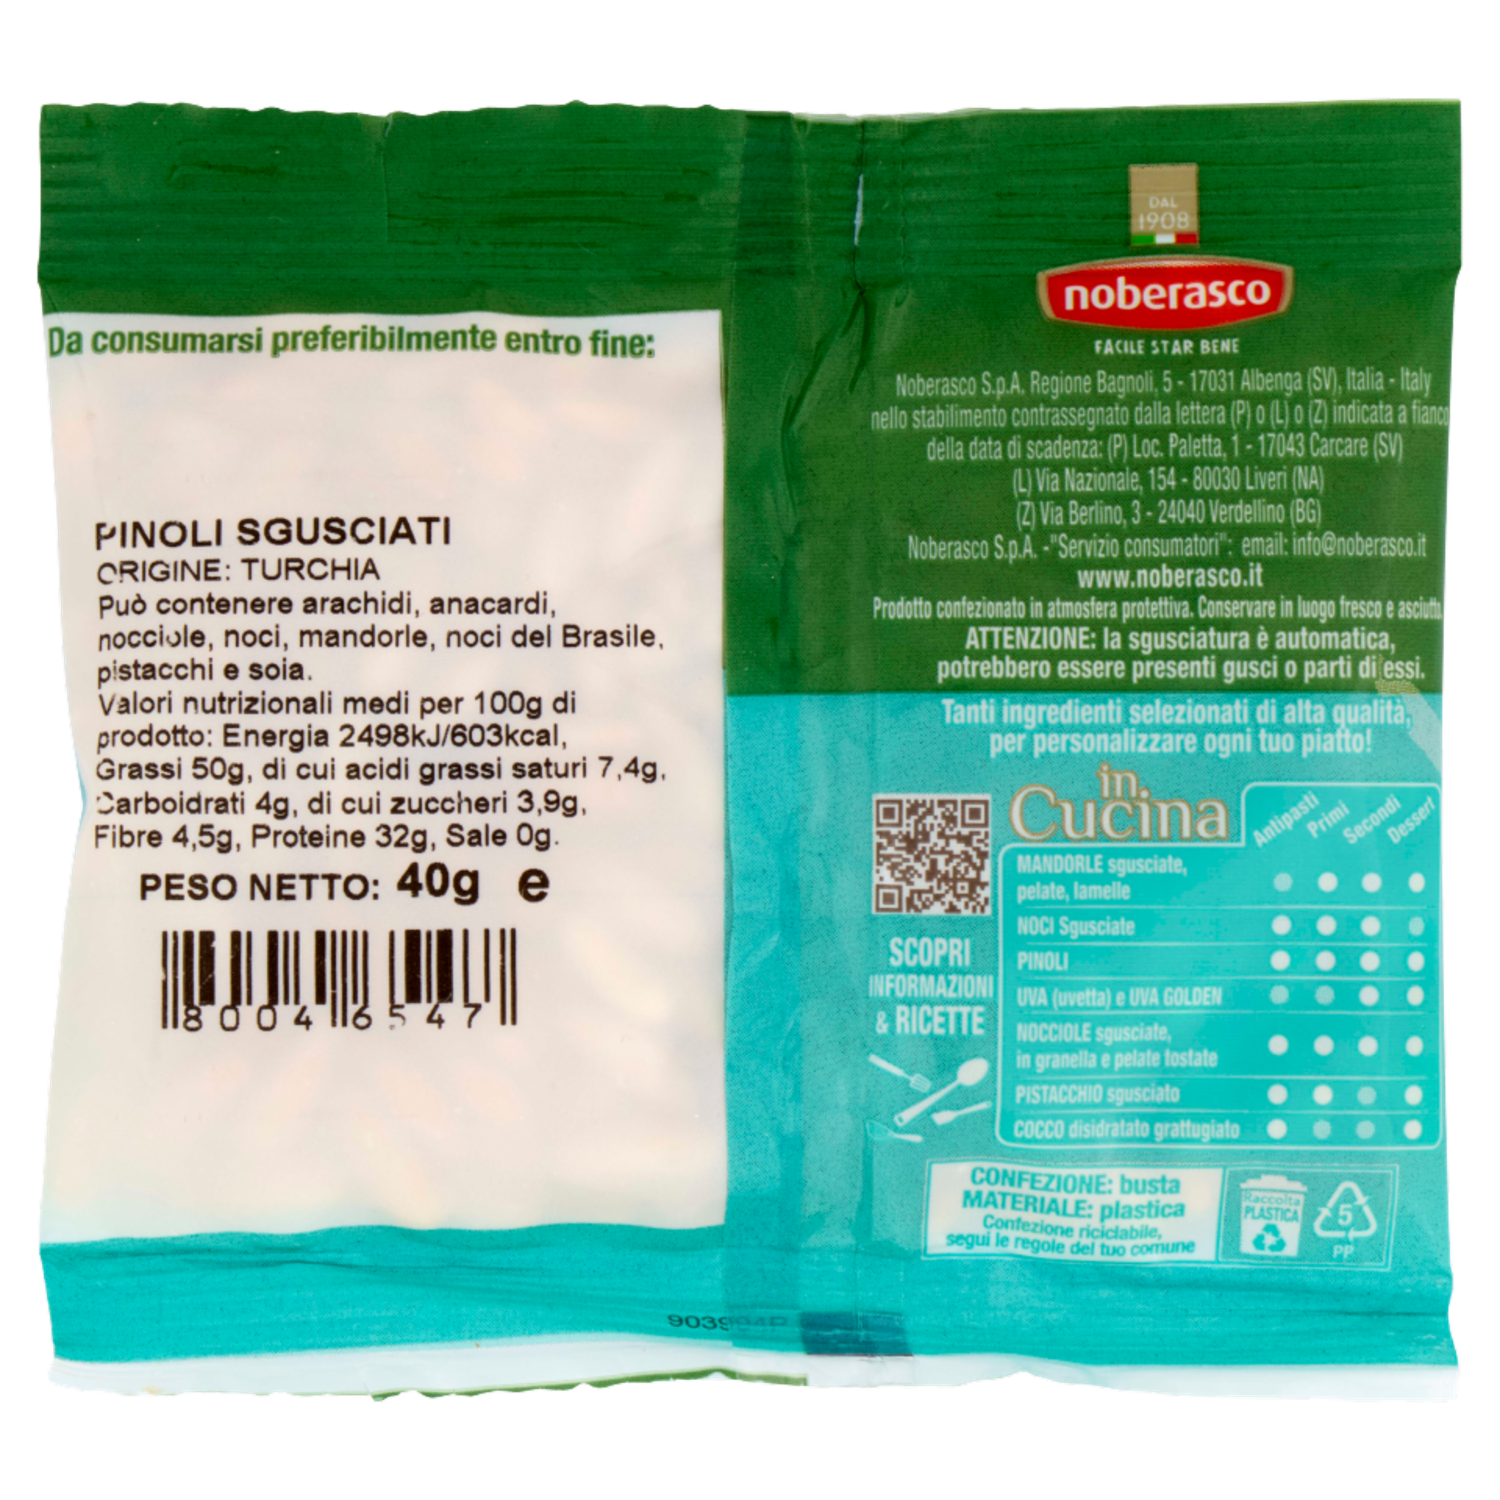 Da consumarsi preferibilmente entro fine:
PINOLI SGUSCIATI
ORIGINE: TURCHIA
Può contenere arachidi, anacardi,
nocciole, noci, mandorle, noci del Brasile,
pistacchi e soia.
Valori nutrizionali medi per 100g di
prodotto: Energia 2498kJ/603kcal,
Grassi 50g, di cui acidi grassi saturi 7,4g,
Carboidrati 4g, di cui zuccheri 3,9g,
Fibre 4,5g, Proteine 32g, Sale 0g.
PESO NETTO: 40g e
8004 6547
DAL
1908
noberasco
FACILE STAR BENE
Noberasco S.p.A. Regione Bagnoli, 5 - 17031 Albenga (SV), Italia - Italy
nello stabilimento contrassegnato dalla lettera (P) o (L) o (Z) indicata a fianco
della data di scadenza: (P) Loc. Paletta, 1 - 17043 Carcare (SV)
(L) Via Nazionale, 154 - 80030 Liveri (NA)
(Z) Via Berlino, 3 - 24040 Verdellino (BG)
Noberasco S.p.A. -"Servizio consumatori": email: info@noberasco.it
www.noberasco.it
Prodotto confezionato in atmosfera protettiva. Conservare in luogo fresco e asciutto.
ATTENZIONE: la sgusciatura è automatica,
potrebbero essere presenti gusci o parti di essi.
Tanti ingredienti selezionati di alta qualità,
per personalizzare ogni tuo piatto!
in
Cucina
Antipasti Primi Secondi Dessert
MANDORLE sgusciate,
pelate, lamelle
NOCI Sgusciate
PINOLI
UVA (uvetta) e UVA GOLDEN
NOCCIOLE sgusciate,
in granella e pelate tostate
PISTACCHIO sgusciato
COCCO disidratato grattugiato
SCOPRI
INFORMAZIONI
& RICETTE
CONFEZIONE: busta
MATERIALE: plastica
Confezione riciclabile,
segui le regole del tuo comune
Raccolta
PLASTICA
5
PP